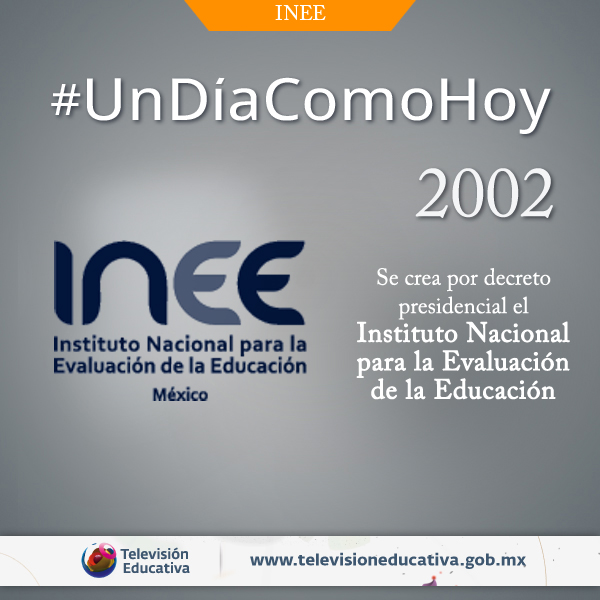 INEE
#UnDíaComoHoy
2002
INEE
Instituto Nacional para la
Evaluación de la Educación
México
Se crea por decreto
presidencial el
Instituto Nacional
para la Evaluación
de la Educación
Televisión
Educativa
www.televisioneducativa.gob.mx